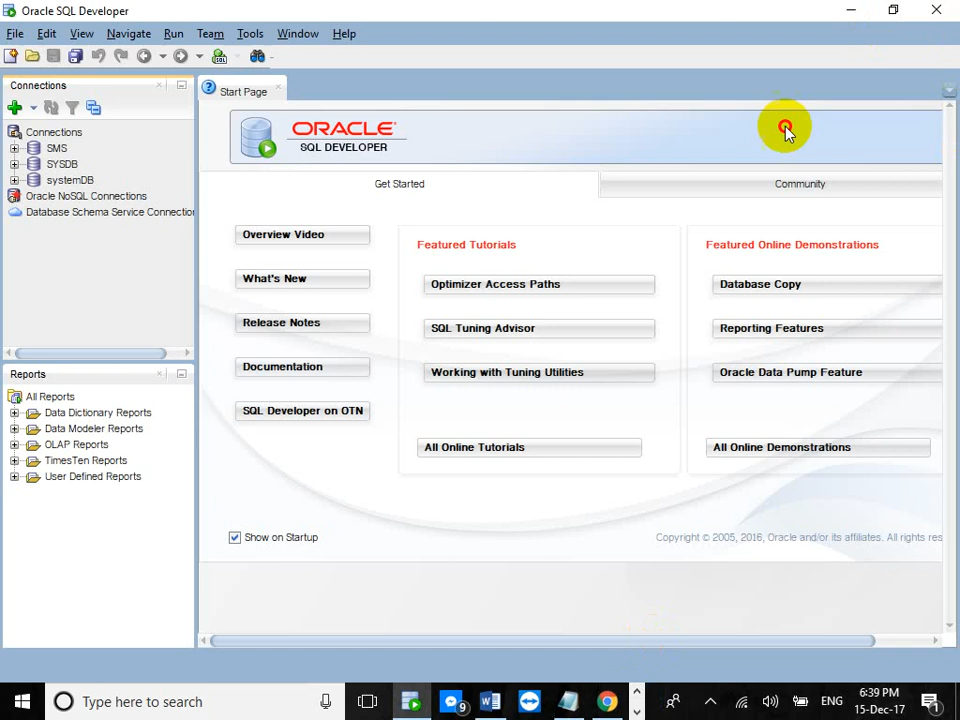 Oracle SQL Developer
File Edit View Navigate Run Team Tools Window Help
Connections
Start Page
Connections
SMS
SYSDB
systemDB
Oracle NoSQL Connections
Database Schema Service Connection
ORACLE
SQL DEVELOPER
Get Started
Community
Overview Video
What's New
Release Notes
Documentation
SQL Developer on OTN
Featured Tutorials
Optimizer Access Paths
SQL Tuning Advisor
Working with Tuning Utilities
All Online Tutorials
Featured Online Demonstrations
Database Copy
Reporting Features
Oracle Data Pump Feature
All Online Demonstrations
Reports
All Reports
Data Dictionary Reports
Data Modeler Reports
OLAP Reports
TimesTen Reports
User Defined Reports
Show on Startup
Copyright © 2005, 2016, Oracle and/or its affiliates. All rights res
Type here to search
9
ENG
6:39 PM
15-Dec-17
1